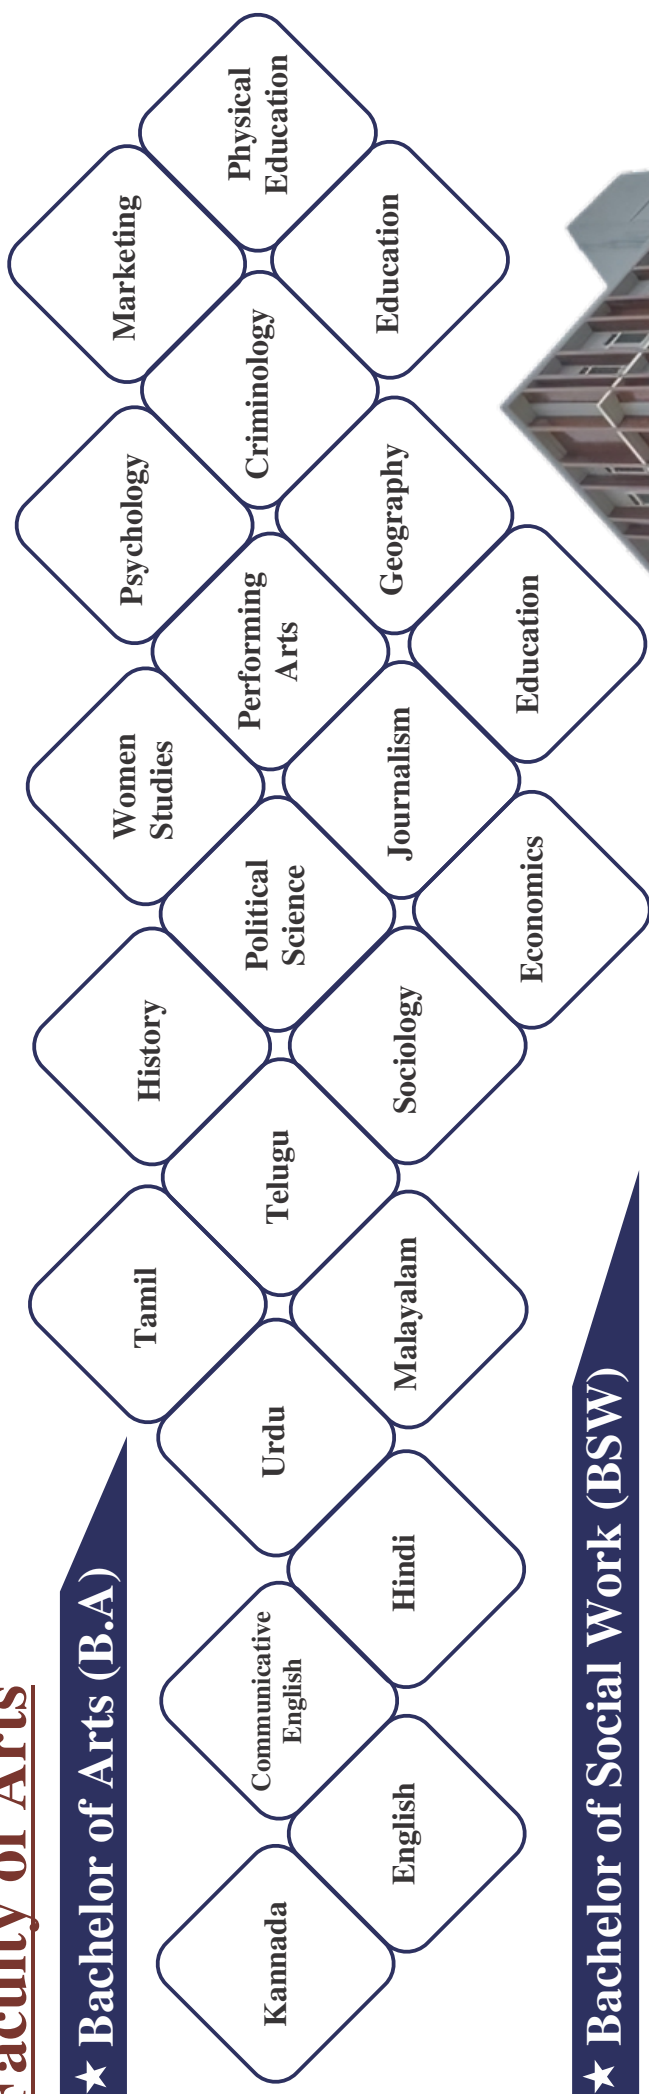 Faculty of Arts
★ Bachelor of Arts (B.A)
Tamil
History
Women
Studies
Psychology
Marketing
Kannada
Communicative
English
Urdu
Telugu
Political
Science
Performing
Arts
Criminology
Physical
Education
English
Hindi
Malayalam
Sociology
Journalism
Geography
Education
Economics
Education
★ Bachelor of Social Work (BSW)